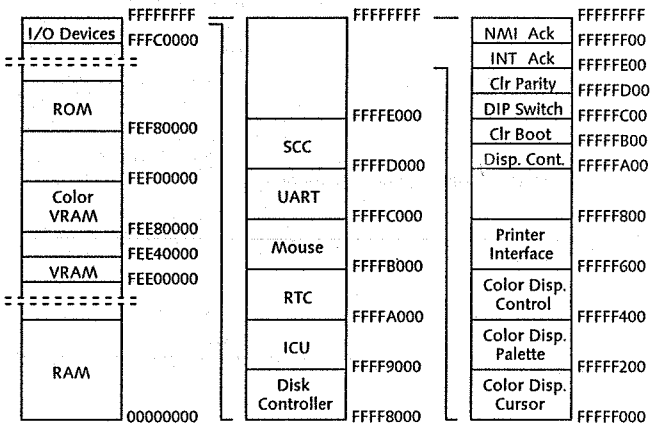 FFFFFFFF
I/O Devices
FFFC0000
ROM
FEF80000
FEF00000
Color
VRAM
FEE80000
FEE40000
VRAM
FEE00000
RAM
00000000
FFFFFFFF
FFFFE000
SCC
FFFFD000
UART
FFFFC000
Mouse
FFFFB000
RTC
FFFFA000
ICU
FFFF9000
Disk
Controller
FFFF8000
FFFFFFFF
NMI Ack
FFFFFF00
INT Ack
FFFFFE00
Clr Parity
FFFFFD00
DIP Switch
FFFFFC00
Clr Boot
FFFFFB00
Disp. Cont.
FFFFFA00
FFFFF800
Printer
Interface
FFFFF600
Color Disp.
Control
FFFFF400
Color Disp.
Palette
FFFFF200
Color Disp.
Cursor
FFFFF000